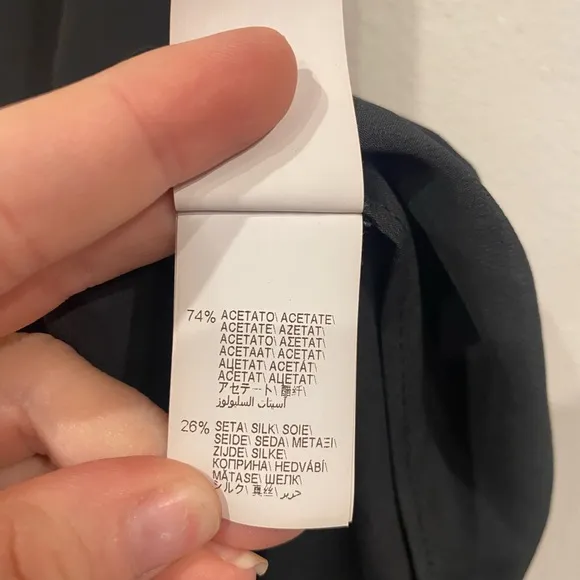 74% ACETATO\ ACETATE\
ACETATE\ AZETAT\
ACETATO\ ΑΣΕΤΑΤ\
ACETAAT\ ACETAT\
АЦЕТАТ\ ACETÁT\
ACETAT\ АЦЕТАТ\
アセテート\ 醋纤\
أسيتات السليولوز
26% SETA\ SILK\ SOIE\
SEIDE\ SEDA\ ΜΕΤΑΞΙ\
ZIJDE\ SILKE\
КОПРИНА\ HEDVÁBÍ\
MĂTASE\ ШЕЛК\
シルク\ 真丝\ حرير